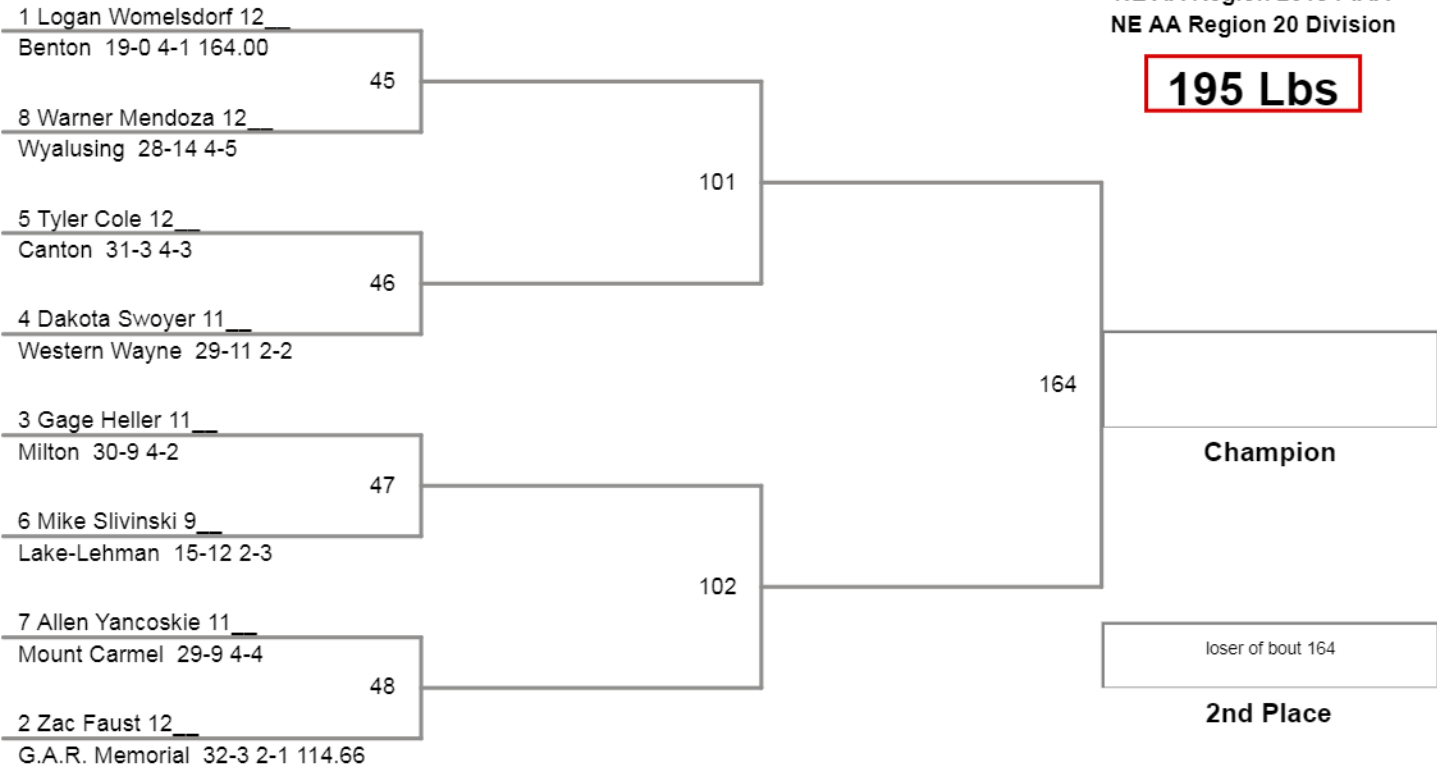 NE AA Region 20 Division
195 Lbs
1 Logan Womelsdorf 12__
Benton 19-0 4-1 164.00
45
8 Warner Mendoza 12__
Wyalusing 28-14 4-5
101
5 Tyler Cole 12__
Canton 31-3 4-3
46
4 Dakota Swoyer 11__
Western Wayne 29-11 2-2
164
3 Gage Heller 11__
Milton 30-9 4-2
Champion
47
6 Mike Slivinski 9__
Lake-Lehman 15-12 2-3
102
7 Allen Yancoskie 11__
Mount Carmel 29-9 4-4
loser of bout 164
48
2 Zac Faust 12__
2nd Place
G.A.R. Memorial 32-3 2-1 114.66